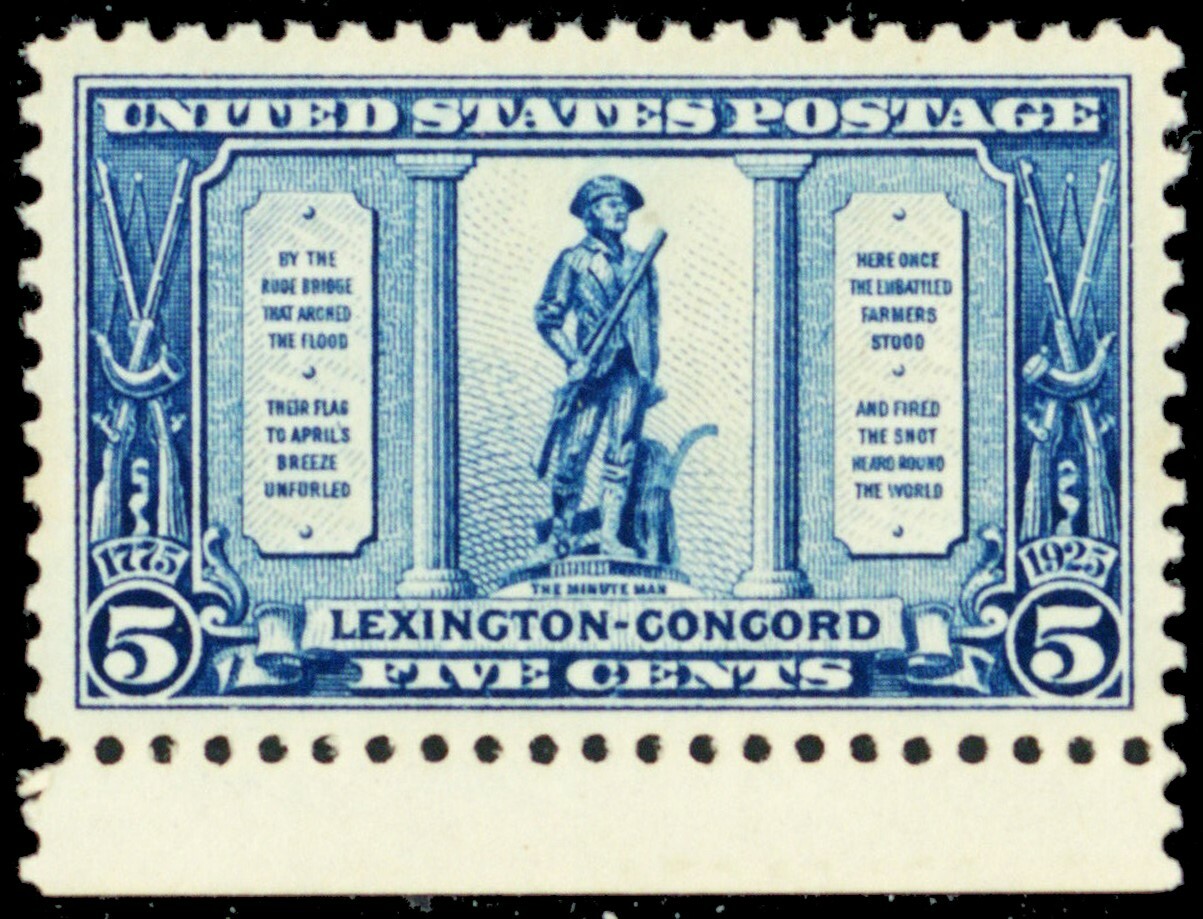 UNITED STATES POSTAGE
BY THE
RUDE BRIDGE
THAT ARCHED
THE FLOOD
THEIR FLAG
TO APRIL'S
BREEZE
UNFURLED
HERE ONCE
THE EMBATTLED
FARMERS
STOOD
AND FIRED
THE SHOT
HEARD ROUND
THE WORLD
1775
1925
THE MINUTE MAN
LEXINGTON-CONCORD
5
FIVE CENTS
5